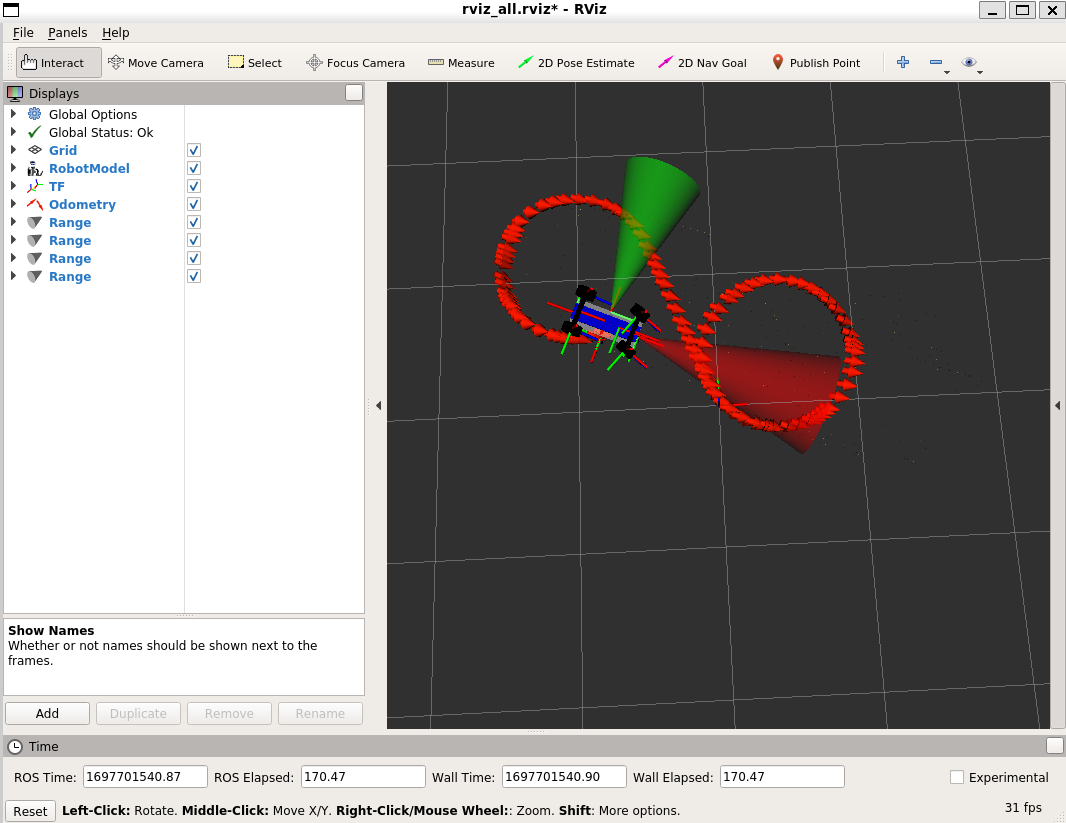 rviz_all.rviz* - RViz
File Panels Help
Interact Move Camera Select Focus Camera Measure 2D Pose Estimate 2D Nav Goal Publish Point
Displays
Global Options
Global Status: Ok
Grid
RobotModel
TF
Odometry
Range
Range
Range
Range
Show Names
Whether or not names should be shown next to the
frames.
Add Duplicate Remove Rename
Time
ROS Time: 1697701540.87 ROS Elapsed: 170.47 Wall Time: 1697701540.90 Wall Elapsed: 170.47 Experimental
Reset Left-Click: Rotate. Middle-Click: Move X/Y. Right-Click/Mouse Wheel:: Zoom. Shift: More options. 31 fps